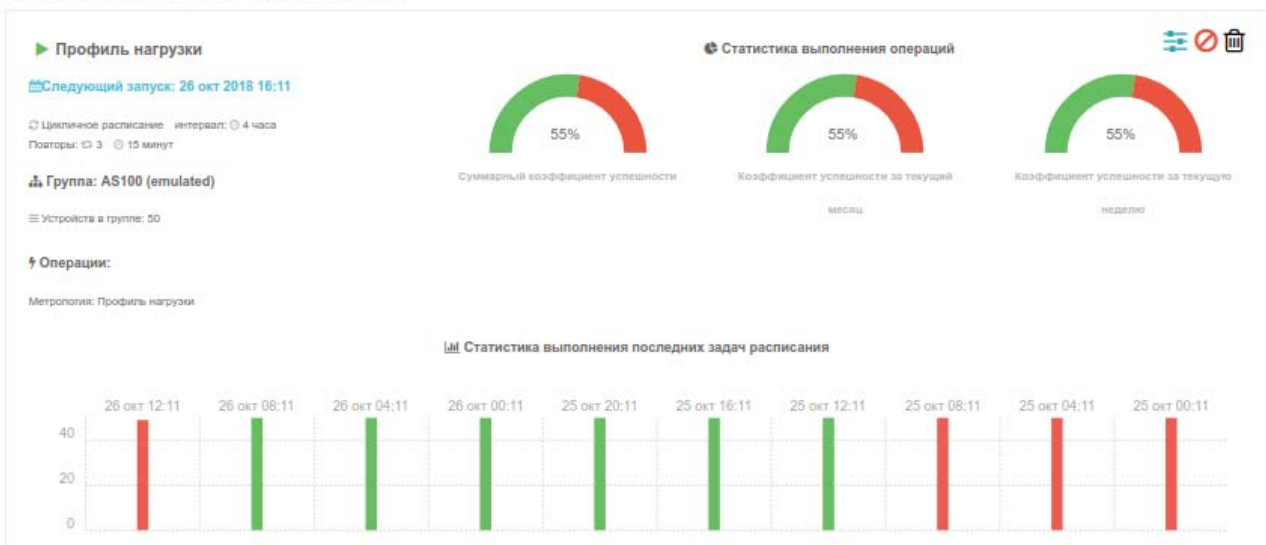 Профиль нагрузки
Следующий запуск: 26 окт 2018 16:11
Цикличное расписание интервал: 4 часа
Повторы: 3 15 минут
Группа: AS100 (emulated)
Устройств в группе: 50
Операции:
Метрология: Профиль нагрузки
Статистика выполнения операций
55%
Суммарный коэффициент успешности
55%
Коэффициент успешности за текущий
месяц
55%
Коэффициент успешности за текущую
неделю
Статистика выполнения последних задач расписания
26 окт 12:11 26 окт 08:11 26 окт 04:11 26 окт 00:11 25 окт 20:11 25 окт 16:11 25 окт 12:11 25 окт 08:11 25 окт 04:11 25 окт 00:11
40
20
0